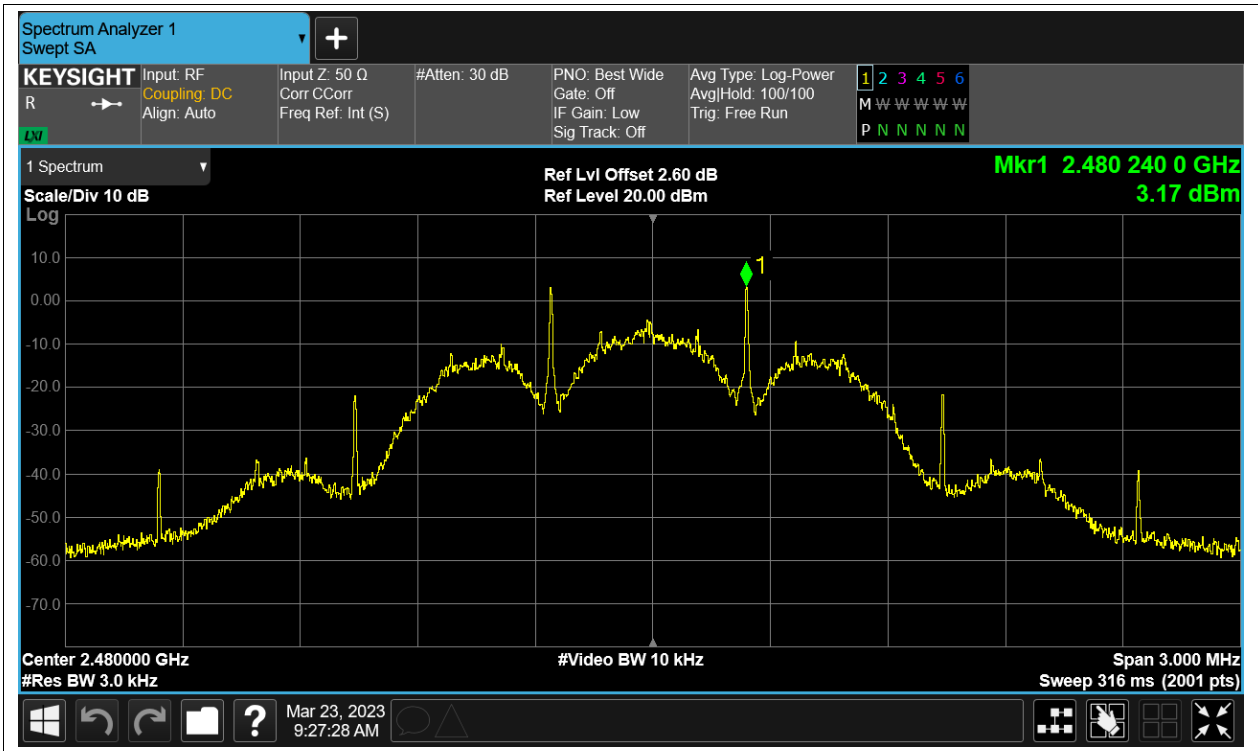 Spectrum Analyzer 1
Swept SA
KEYSIGHT
R
LXI
Input: RF
Coupling: DC
Align: Auto
Input Z: 50 Ω
Corr CCorr
Freq Ref: Int (S)
#Atten: 30 dB
PNO: Best Wide
Gate: Off
IF Gain: Low
Sig Track: Off
Avg Type: Log-Power
Avg|Hold: 100/100
Trig: Free Run
1 2 3 4 5 6
M W W W W W W
P N N N N N N
1 Spectrum
Scale/Div 10 dB
Log
Ref Lvl Offset 2.60 dB
Ref Level 20.00 dBm
Mkr1 2.480 240 0 GHz
3.17 dBm
1
10.0
0.00
-10.0
-20.0
-30.0
-40.0
-50.0
-60.0
-70.0
Center 2.480000 GHz
#Res BW 3.0 kHz
#Video BW 10 kHz
Span 3.000 MHz
Sweep 316 ms (2001 pts)
?
Mar 23, 2023
9:27:28 AM